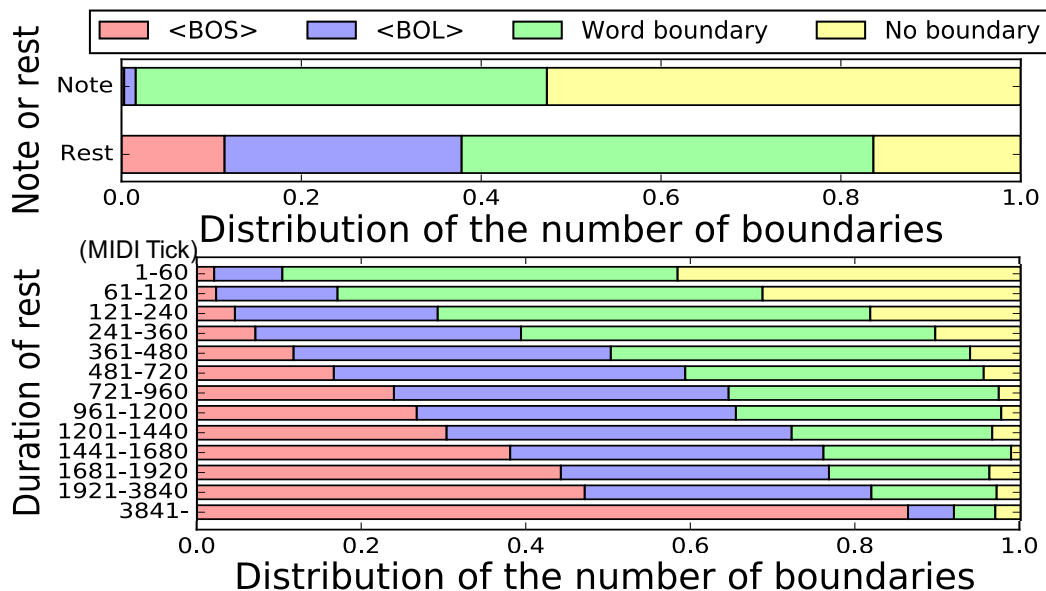 <BOS> <BOL> Word boundary No boundary
Note or rest
Note
Rest
0.0 0.2 0.4 0.6 0.8 1.0
Distribution of the number of boundaries
(MIDI Tick)
Duration of rest
1-60
61-120
121-240
241-360
361-480
481-720
721-960
961-1200
1201-1440
1441-1680
1681-1920
1921-3840
3841-
0.0 0.2 0.4 0.6 0.8 1.0
Distribution of the number of boundaries